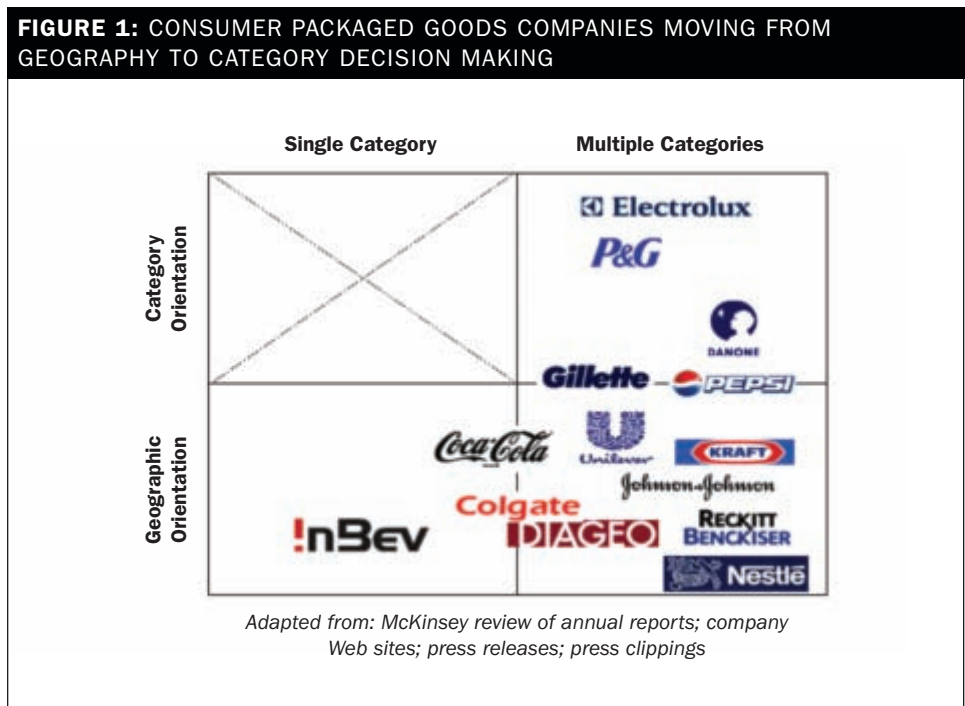 FIGURE 1: CONSUMER PACKAGED GOODS COMPANIES MOVING FROM
GEOGRAPHY TO CATEGORY DECISION MAKING
Single Category
Multiple Categories
Category
Orientation
Electrolux
P&G
DANONE
Gillette
PEPSI
Geographic
Orientation
Coca-Cola
Unilever
KRAFT
Johnson & Johnson
Colgate
InBev
DIAGEO
RECKITT
BENCKISER
Nestlé
Adapted from: McKinsey review of annual reports; company
Web sites; press releases; press clippings